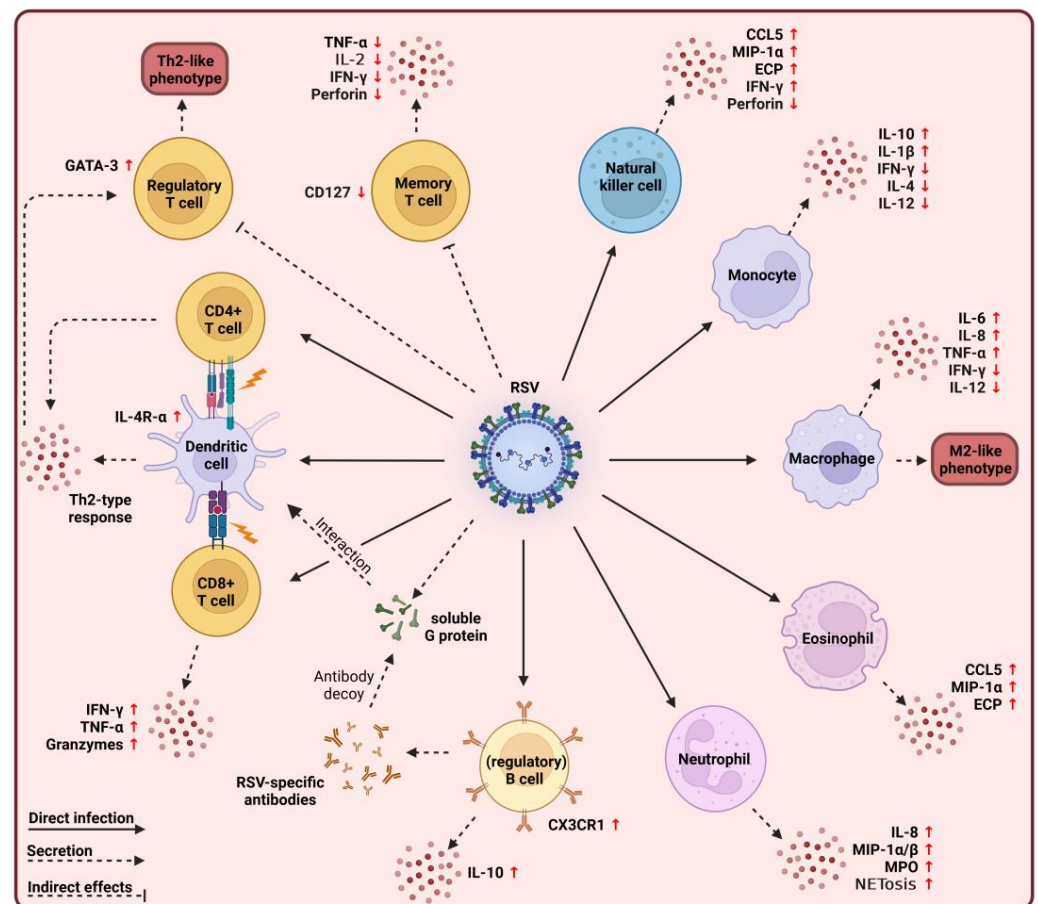 Th2-like
phenotype
GATA-3 ↑
Regulatory
T cell
TNF-α ↓
IL-2 ↓
IFN-γ ↓
Perforin ↓
CD127 ↓
Memory
T cell
CCL5 ↑
MIP-1α ↑
ECP ↑
IFN-γ ↑
Perforin ↓
Natural
killer cell
IL-10 ↑
IL-1β ↑
IFN-γ ↓
IL-4 ↓
IL-12 ↓
Monocyte
CD4+
T cell
IL-4R-α ↑
Dendritic
cell
Th2-type
response
CD8+
T cell
RSV
IL-6 ↑
IL-8 ↑
TNF-α ↑
IFN-γ ↓
IL-12 ↓
Macrophage
M2-like
phenotype
Interaction
soluble
G protein
Antibody
decoy
RSV-specific
antibodies
Eosinophil
CCL5 ↑
MIP-1α ↑
ECP ↑
IFN-γ ↑
TNF-α ↑
Granzymes ↑
(regulatory)
B cell
CX3CR1 ↑
IL-10 ↑
Neutrophil
IL-8 ↑
MIP-1α/β ↑
MPO ↑
NETosis ↑
Direct infection
Secretion
Indirect effects